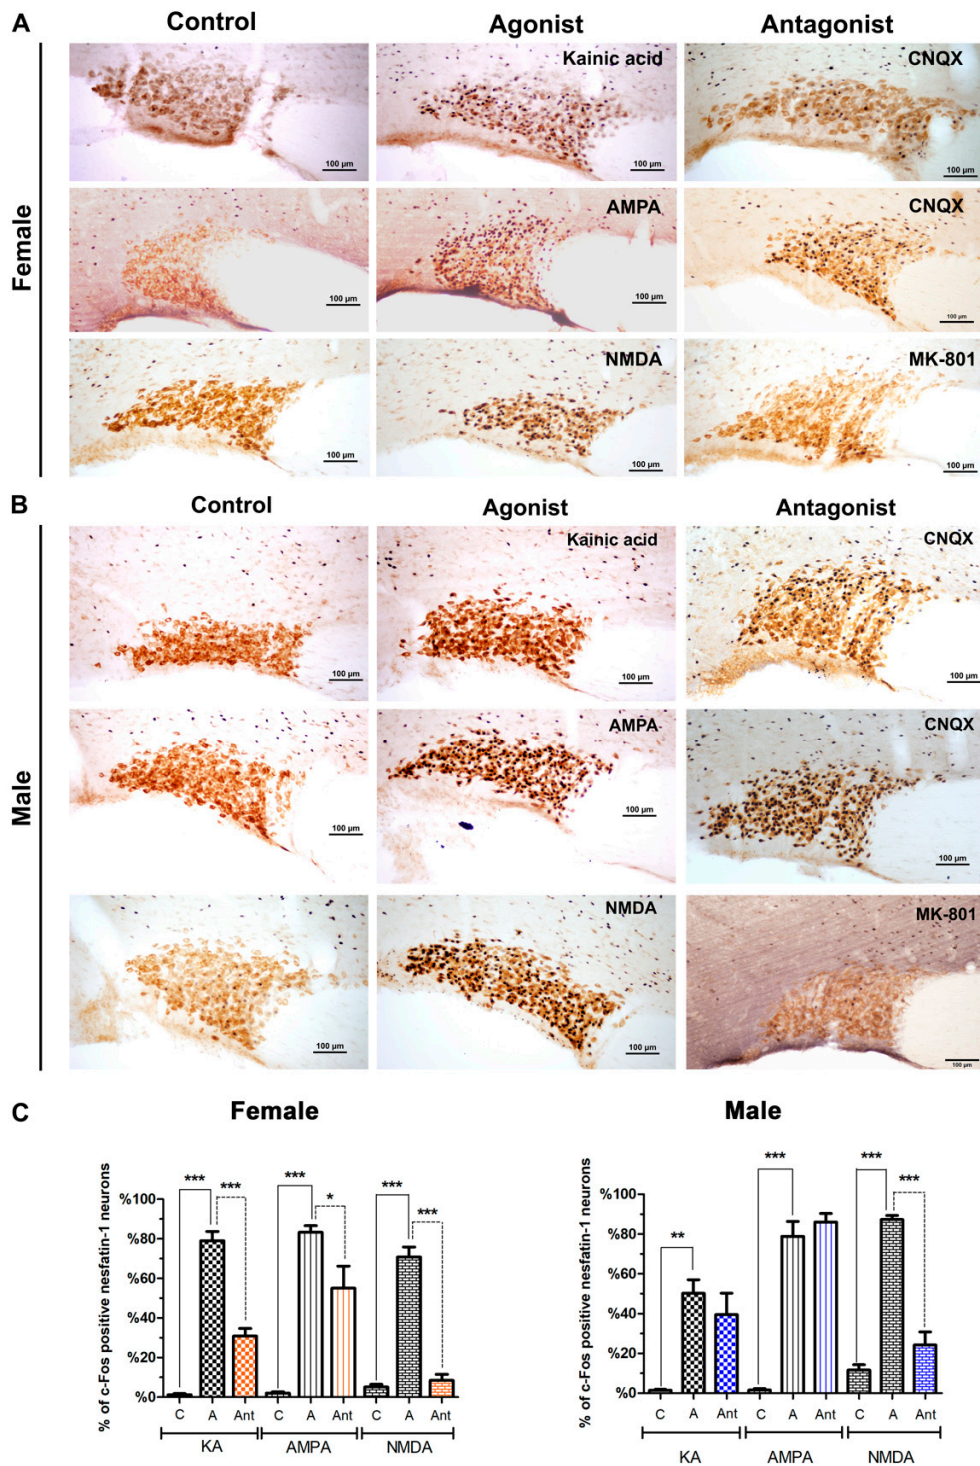 A
Control
Agonist
Antagonist
Female
Kainic acid
CNQX
100 µm
100 µm
100 µm
AMPA
CNQX
100 µm
100 µm
100 µm
NMDA
MK-801
100 µm
100 µm
100 µm
B
Control
Agonist
Antagonist
Male
Kainic acid
CNQX
100 µm
100 µm
100 µm
AMPA
CNQX
100 µm
100 µm
100 µm
NMDA
MK-801
100 µm
100 µm
100 µm
C
Female
% of c-Fos positive nesfatin-1 neurons
%100
%80
%60
%40
%20
%0
*** ***
*** *
*** ***
C A Ant C A Ant C A Ant
KA AMPA NMDA
Male
% of c-Fos positive nesfatin-1 neurons
%100
%80
%60
%40
%20
%0
**
***
*** ***
C A Ant C A Ant C A Ant
KA AMPA NMDA